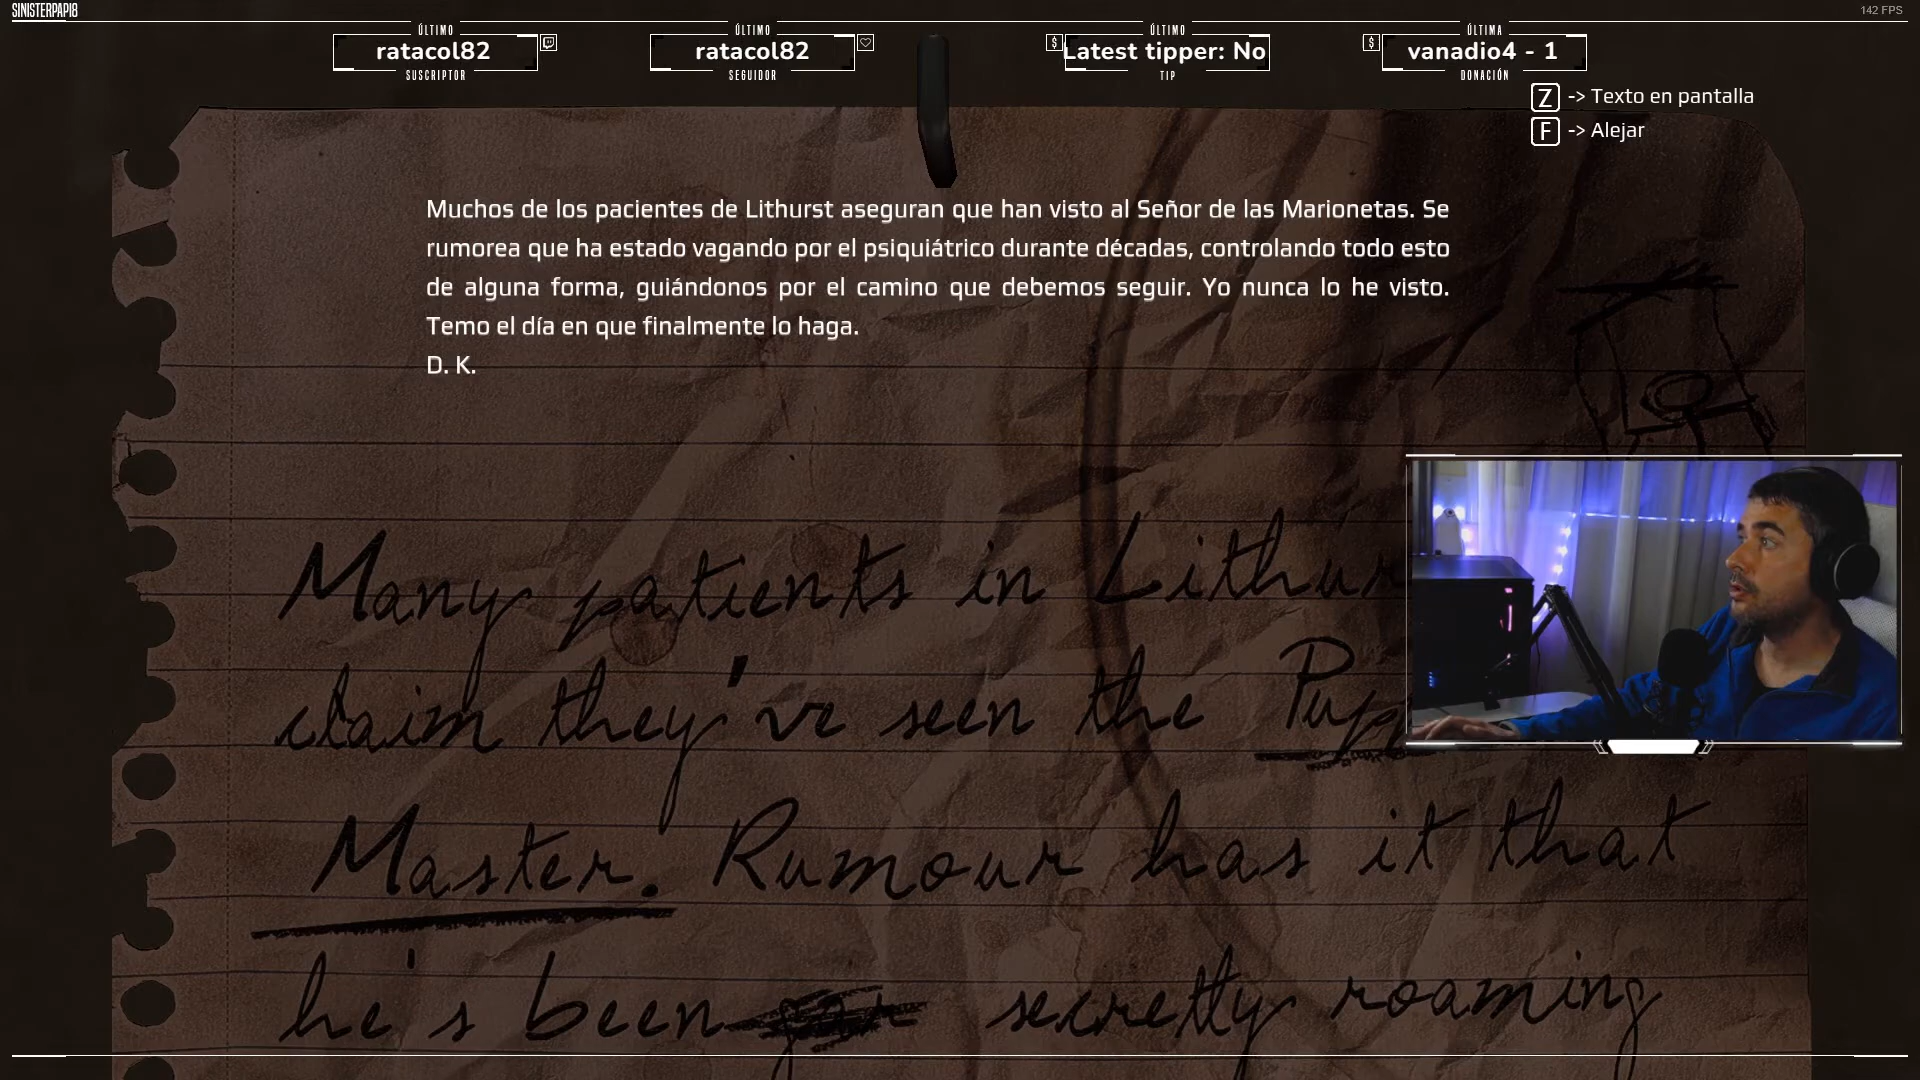 SINISTERPAPI8
142 FPS
ÚLTIMO
ratacol82
SUSCRIPTOR
ÚLTIMO
ratacol82
SEGUIDOR
ÚLTIMO
Latest tipper: No
TIP
ÚLTIMA
vanadio4 - 1
DONACIÓN
Z -> Texto en pantalla
F -> Alejar
Muchos de los pacientes de Lithurst aseguran que han visto al Señor de las Marionetas. Se
rumorea que ha estado vagando por el psiquiátrico durante décadas, controlando todo esto
de alguna forma, guiándonos por el camino que debemos seguir. Yo nunca lo he visto.
Temo el día en que finalmente lo haga.
D. K.
Many patients in Lithur
claim they've seen the Pupp
Master. Rumour has it that
he's been secretly roaming